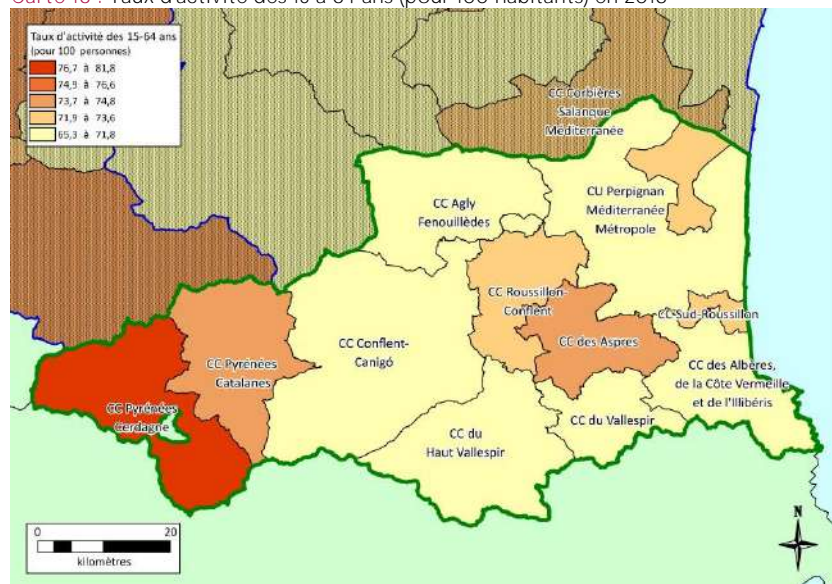 Taux d'activité des 15-64 ans
(pour 100 personnes)
76,7 à 81,8
74,9 à 76,6
73,7 à 74,8
71,9 à 73,6
65,3 à 71,8
CC Corbières
Salanque
Méditerranée
CC Agly
Fenouillèdes
CU Perpignan
Méditerranée
Métropole
CC Roussillon-
Conflent
CC Sud-Roussillon
CC Conflent-
Canigó
CC des Aspres
CC Pyrénées
Catalanes
CC des Albères,
de la Côte Vermeille
et de l'Illibéris
CC Pyrénées
Cerdagne
CC du Vallespir
CC du
Haut Vallespir
N
0 20
kilomètres